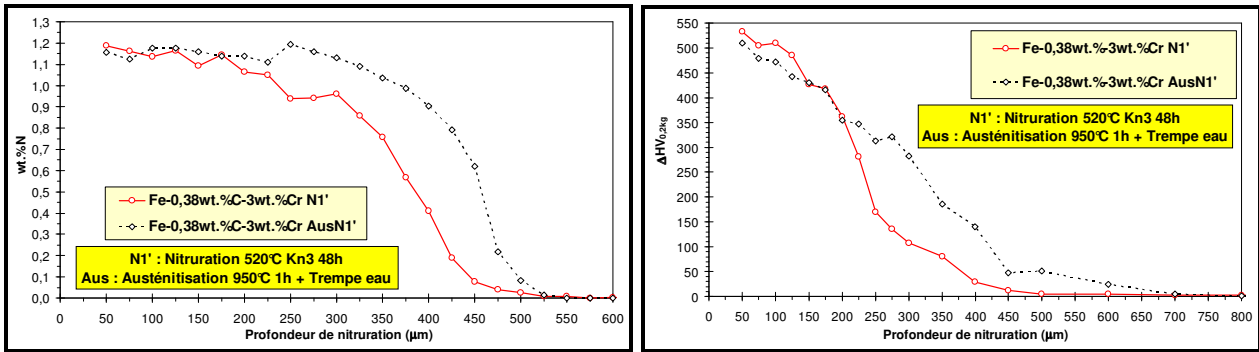 1,3
1,2
1,1
1,0
0,9
0,8
0,7
0,6
0,5
0,4
0,3
0,2
0,1
0,0
wt.%N
0 50 100 150 200 250 300 350 400 450 500 550 600
Profondeur de nitruration (µm)
Fe-0,38wt.%C-3wt.%Cr N1'
Fe-0,38wt.%C-3wt.%Cr AusN1'
N1' : Nitruration 520°C Kn3 48h
Aus : Austénitisation 950°C 1h + Trempe eau
550
500
450
400
350
300
250
200
150
100
50
0
ΔHV0,2kg
0 50 100 150 200 250 300 350 400 450 500 550 600 650 700 750 800
Profondeur de nitruration (µm)
Fe-0,38wt.%-3wt.%Cr N1'
Fe-0,38wt.%-3wt.%Cr AusN1'
N1' : Nitruration 520°C Kn3 48h
Aus : Austénitisation 950°C 1h + Trempe eau